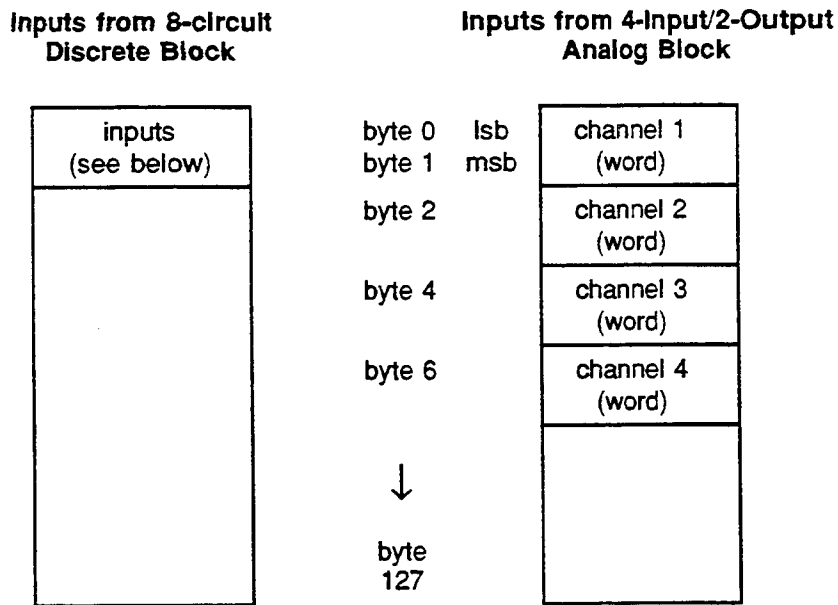 Inputs from 8-circuit
Discrete Block
Inputs from 4-Input/2-Output
Analog Block
inputs
(see below)
byte 0 lsb
byte 1 msb
byte 2
byte 4
byte 6
↓
byte
127
channel 1
(word)
channel 2
(word)
channel 3
(word)
channel 4
(word)